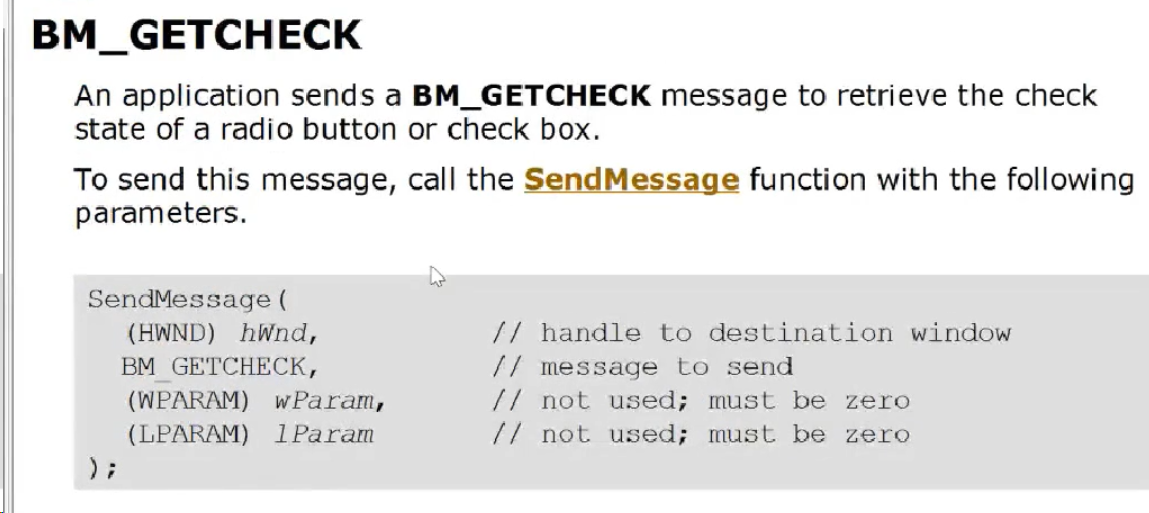 BM_GETCHECK
An application sends a BM_GETCHECK message to retrieve the check
state of a radio button or check box.
To send this message, call the SendMessage function with the following
parameters.
SendMessage(
(HWND) hWnd, // handle to destination window
BM_GETCHECK, // message to send
(WPARAM) wParam, // not used; must be zero
(LPARAM) lParam // not used; must be zero
);